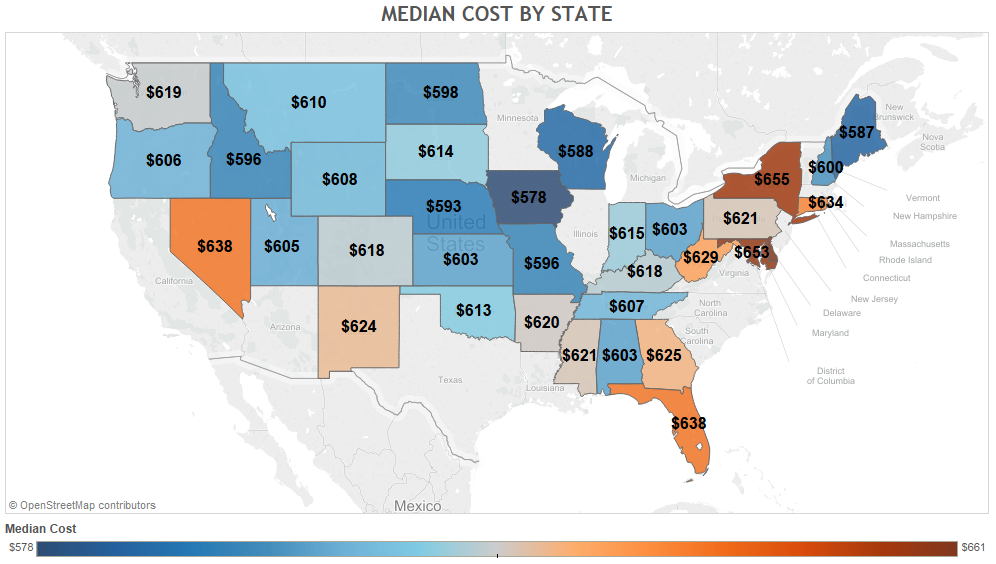 MEDIAN COST BY STATE
$619
$610
$598
Minnesota
New
Brunswick
Nova
Scotia
$587
$606
$596
$614
$588
$600
$608
Michigan
$655
$578
$593
$634
Vermont
New Hampshire
United
States
$638
$605
$618
$603
$596
Illinois
$615
$603
$621
$653
$629
$618
Virginia
Massachusetts
Rhode Island
Connecticut
New Jersey
Delaware
Maryland
District
of Columbia
California
Arizona
$624
$613
$620
$607
North
Carolina
South
Carolina
$621
$603
$625
Texas
Louisiana
$638
Mexico
© OpenStreetMap contributors
Median Cost
$578
$661